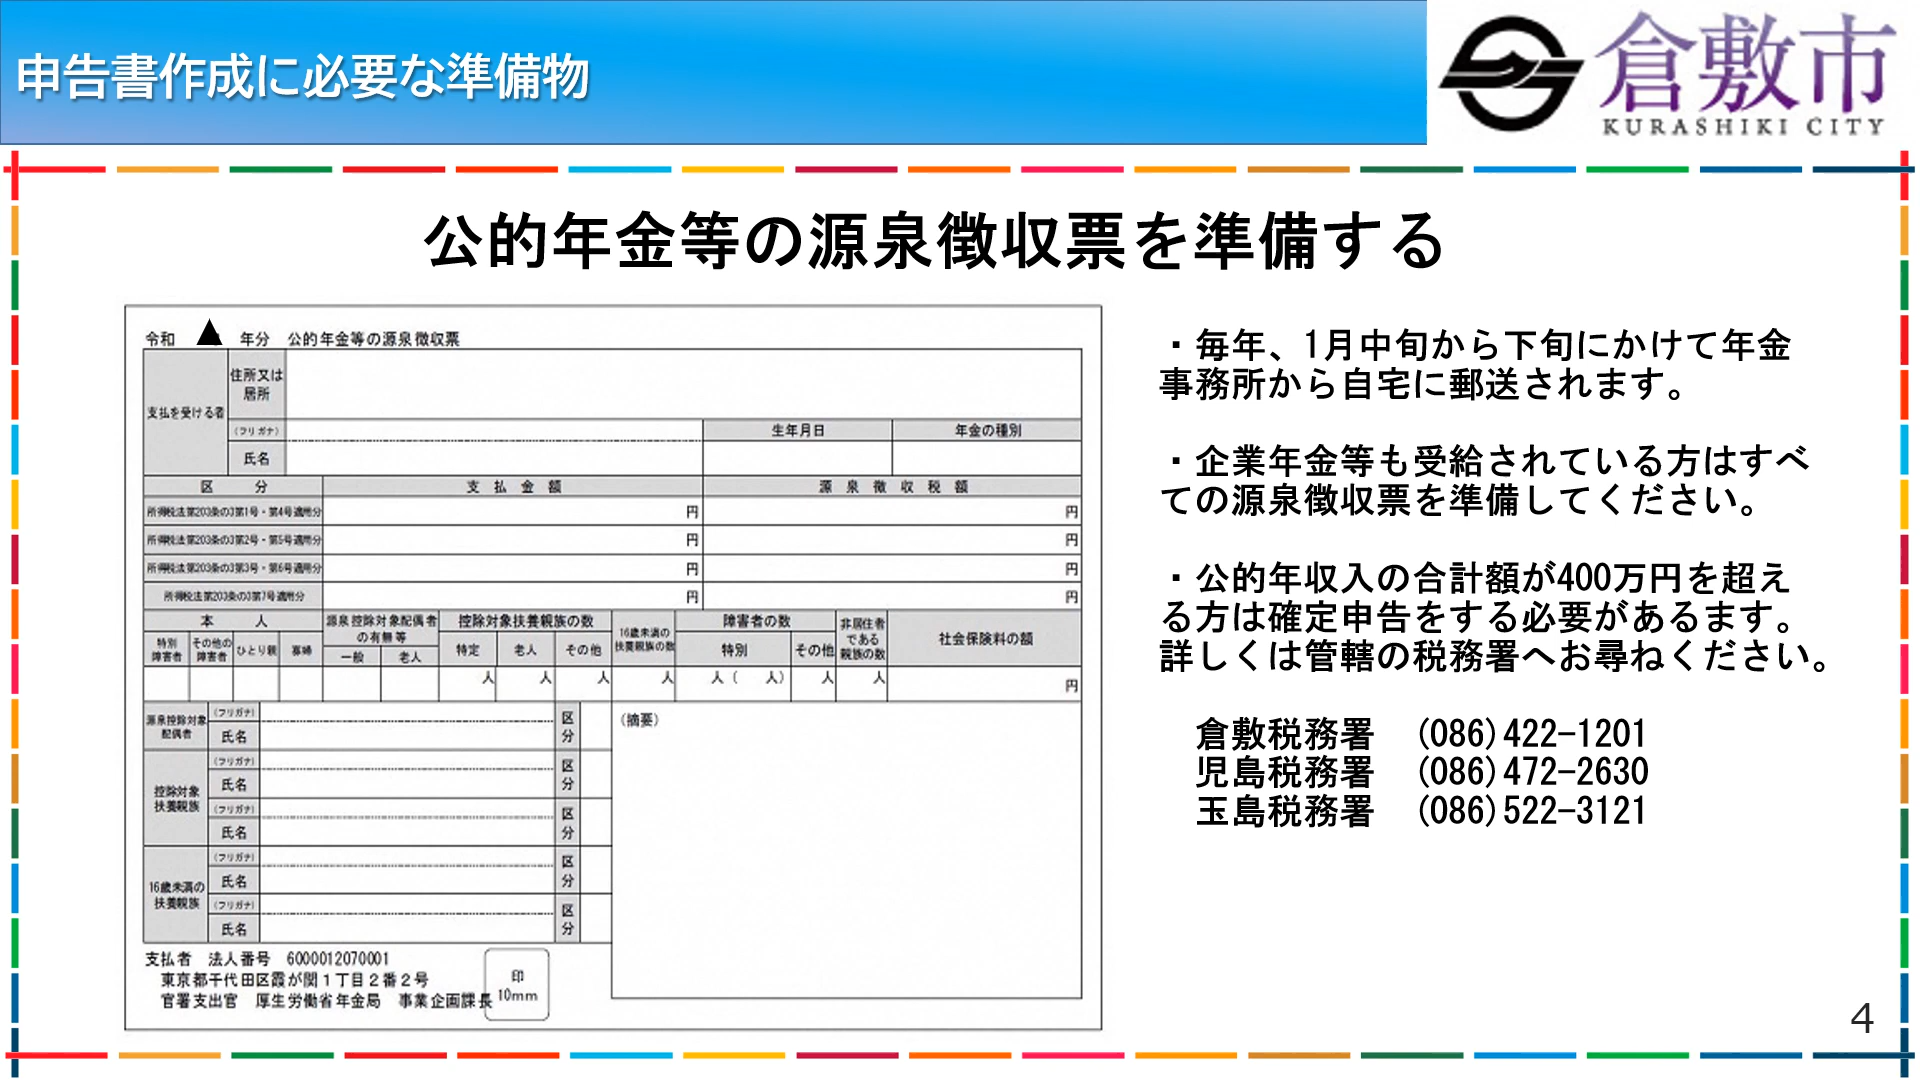 申告書作成に必要な準備物
倉敷市
KURASHIKI CITY
公的年金等の源泉徴収票を準備する
令和 ▲ 年分 公的年金等の源泉徴収票
支払を受ける者
住所又は
居所
(フリガナ)
氏名
生年月日
年金の種別
区 分
支 払 金 額
源 泉 徴 収 税 額
所得税法第203条の3第1号・第4号適用分
円
円
所得税法第203条の3第2号・第5号適用分
円
円
所得税法第203条の3第3号・第6号適用分
円
円
所得税法第203条の3第7号適用分
円
円
本 人
源泉控除対象配偶者
の有無等
控除対象扶養親族の数
16歳未満の
扶養親族の数
障害者の数
非居住者
である
親族の数
社会保険料の額
特別
障害者
その他の
障害者
ひとり親
寡婦
一般
老人
特定
老人
その他
特別
その他
人
人
人
人
人 ( 人)
人
人
円
源泉控除対象
配偶者
(フリガナ)
氏名
区
分
(摘要)
控除対象
扶養親族
(フリガナ)
氏名
区
分
(フリガナ)
氏名
区
分
16歳未満の
扶養親族
(フリガナ)
氏名
区
分
(フリガナ)
氏名
区
分
支払者 法人番号 6000012070001
東京都千代田区霞が関1丁目2番2号
官署支出官 厚生労働省年金局 事業企画課長
印
10mm
・毎年、1月中旬から下旬にかけて年金
事務所から自宅に郵送されます。
・企業年金等も受給されている方はすべ
ての源泉徴収票を準備してください。
・公的年収入の合計額が400万円を超え
る方は確定申告をする必要があるます。
詳しくは管轄の税務署へお尋ねください。
倉敷税務署 (086)422-1201
児島税務署 (086)472-2630
玉島税務署 (086)522-3121
4